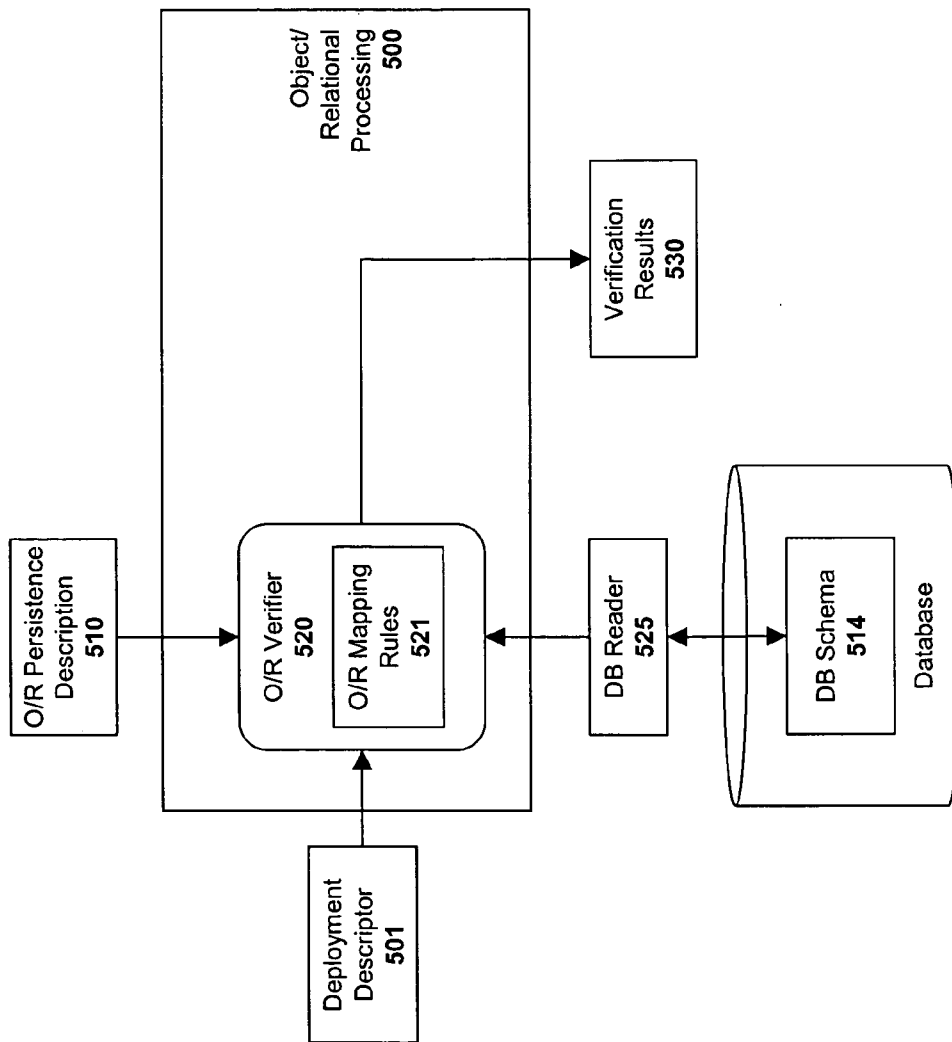 Object/
Relational
Processing
500
O/R Persistence
Description
510
O/R Verifier
520
O/R Mapping
Rules
521
Deployment
Descriptor
501
Verification
Results
530
DB Reader
525
DB Schema
514
Database